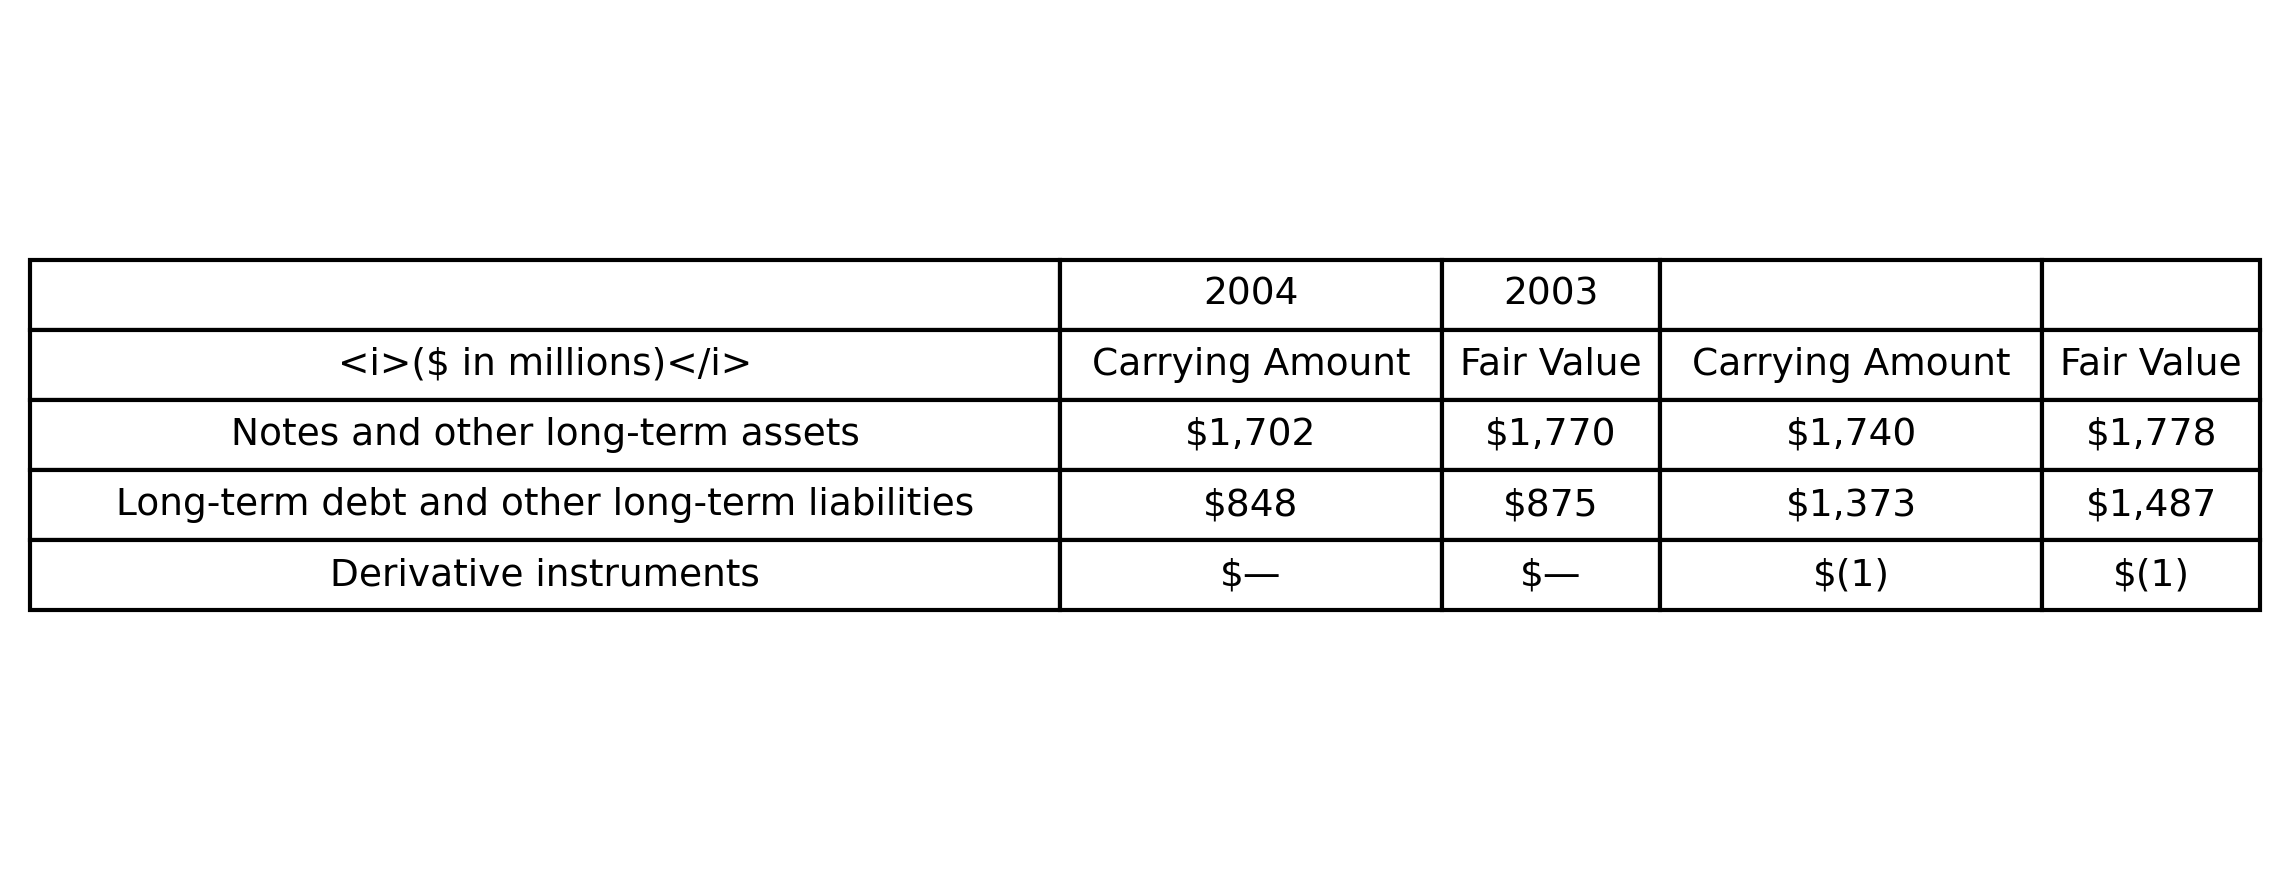 2004 2003
<i>($ in millions)</i> Carrying Amount Fair Value Carrying Amount Fair Value
Notes and other long-term assets $1,702 $1,770 $1,740 $1,778
Long-term debt and other long-term liabilities $848 $875 $1,373 $1,487
Derivative instruments $— $— $(1) $(1)